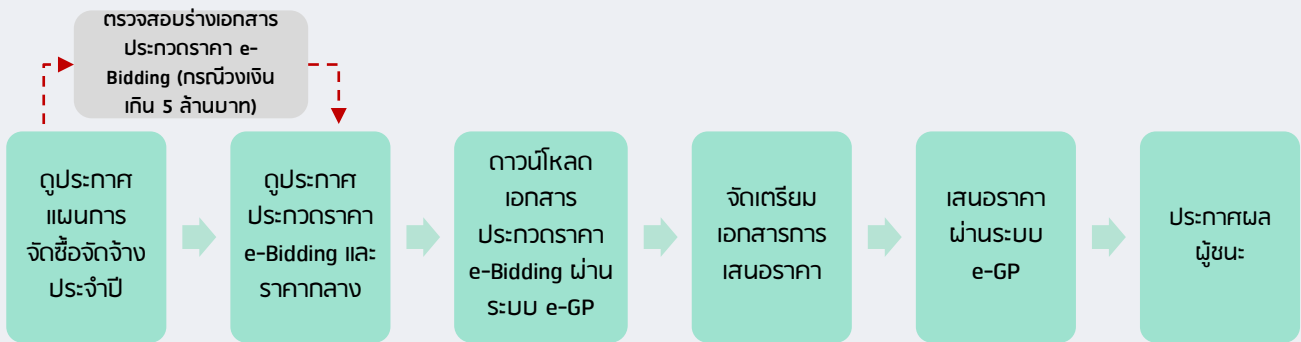 ตรวจสอบร่างเอกสาร
ประกวดราคา e-
Bidding (กรณีวงเงิน
เกิน 5 ล้านบาท)
ดูประกาศ
แผนการ
จัดซื้อจัดจ้าง
ประจำปี
ดูประกาศ
ประกวดราคา
e-Bidding และ
ราคากลาง
ดาวน์โหลด
เอกสาร
ประกวดราคา
e-Bidding ผ่าน
ระบบ e-GP
จัดเตรียม
เอกสารการ
เสนอราคา
เสนอราคา
ผ่านระบบ
e-GP
ประกาศผล
ผู้ชนะ